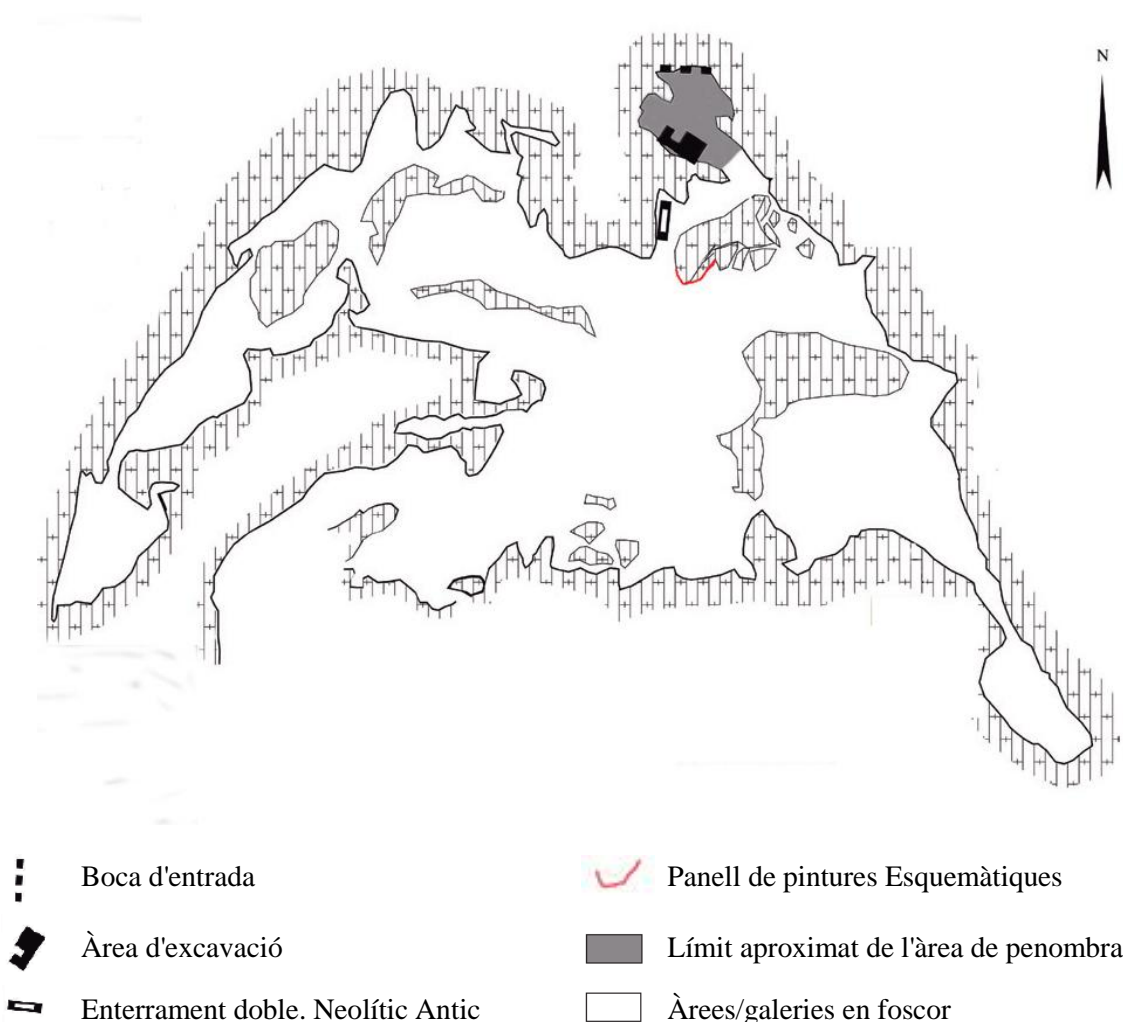 N
Boca d'entrada
Àrea d'excavació
Enterrament doble. Neolític Antic
Panell de pintures Esquemàtiques
Límit aproximat de l'àrea de penombra
Àrees/galeries en foscor